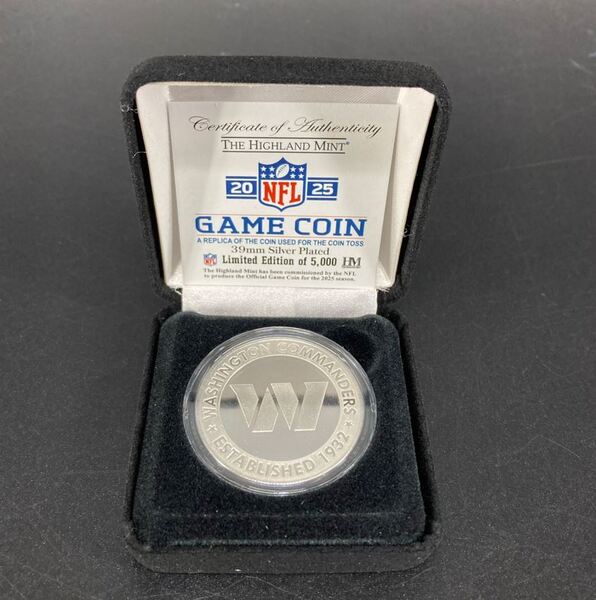 Certificate of Authenticity
THE HIGHLAND MINT®
20 NFL 25
GAME COIN
A REPLICA OF THE COIN USED FOR THE COIN TOSS
39mm Silver Plated
Limited Edition of 5,000 HM
The Highland Mint has been commissioned by the NFL
to produce the Official Game Coin for the 2025 season.
WASHINGTON COMMANDERS
W
ESTABLISHED 1932